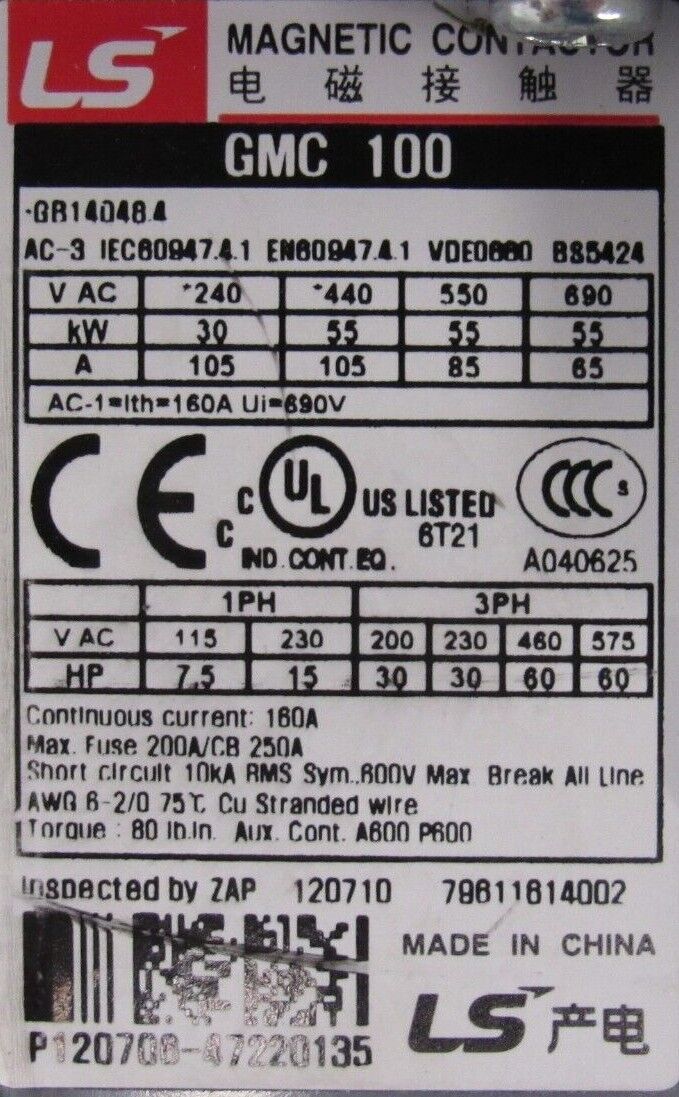 LS MAGNETIC CONTACTOR
电磁接触器
GMC 100
*GB14048.4
AC-3 IEC60947.4.1 EN60947.4.1 VDE0660 BS5424
V AC *240 *440 550 690
kW 30 55 55 55
A 105 105 85 65
AC-1=Ith=160A Ui=690V
CE C UL US LISTED CCC S
C 6T21
IND. CONT. EQ. A040625
1PH 3PH
V AC 115 230 200 230 460 575
HP 7.5 15 30 30 60 60
Continuous current: 160A
Max. Fuse 200A/CB 250A
Short circuit 10kA RMS Sym.,600V Max Break All Line
AWG 6-2/0 75℃ Cu Stranded wire
Torque : 80 lb.in. Aux. Cont. A600 P600
Inspected by ZAP 120710 79611614002
MADE IN CHINA
LS 产电
P120706-47220135